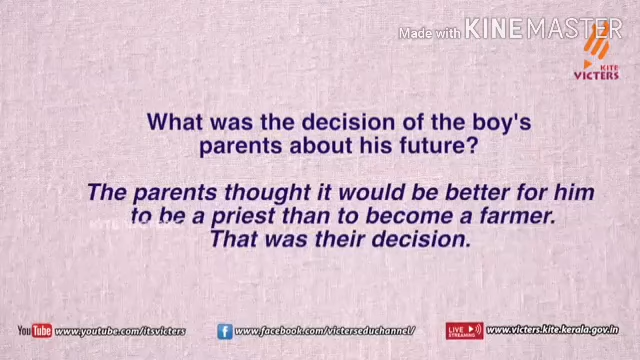 Made with KINEMASTER
KITE
VICTERS
What was the decision of the boy's
parents about his future?
The parents thought it would be better for him
to be a priest than to become a farmer.
KITE VICTERS
That was their decision.
YouTube www.youtube.com/itsvicters
f www.facebook.com/victerseduchannel/
LIVE STREAMING www.victers.kite.kerala.gov.in